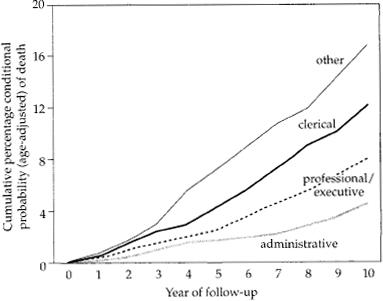 Cumulative percentage conditional
probability (age-adjusted) of death
20
16
12
8
4
0
other
clerical
professional/
executive
administrative
0 1 2 3 4 5 6 7 8 9 10
Year of follow-up